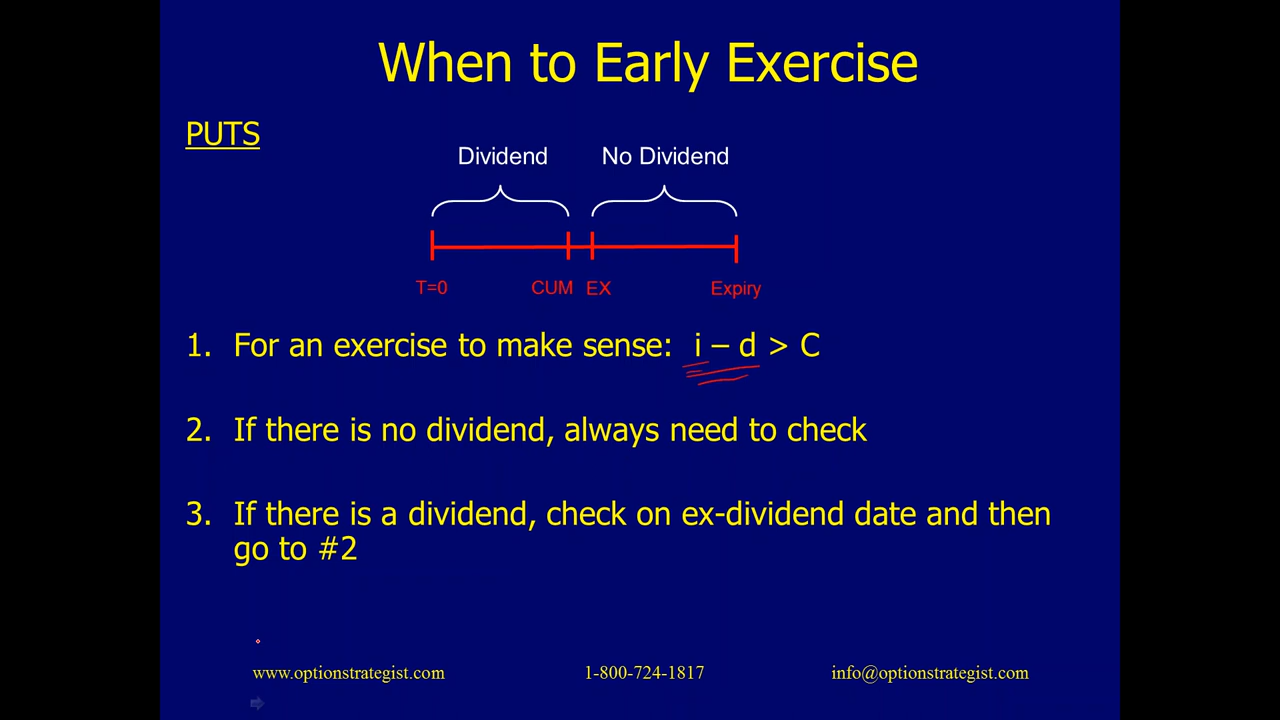 When to Early Exercise
PUTS
Dividend No Dividend
T=0 CUM EX Expiry
1. For an exercise to make sense: i – d > C
2. If there is no dividend, always need to check
3. If there is a dividend, check on ex-dividend date and then
go to #2
www.optionstrategist.com 1-800-724-1817 info@optionstrategist.com